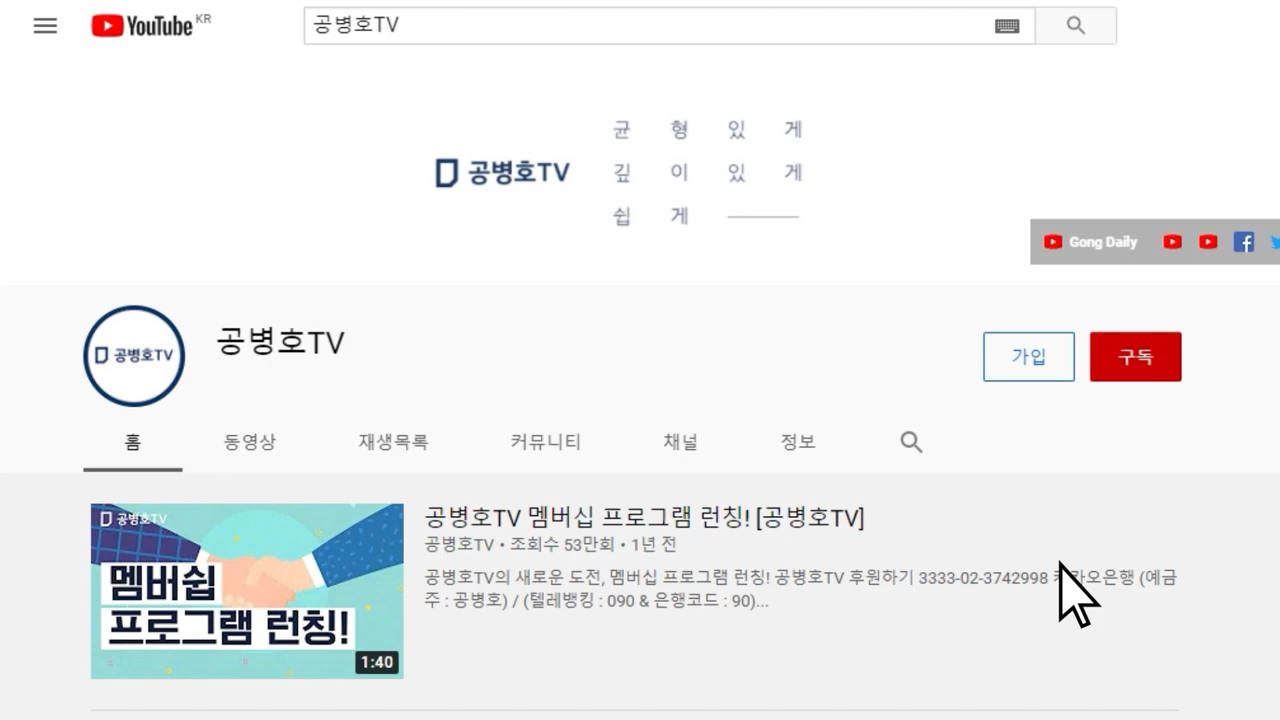 YouTube KR
공병호TV
균 형 있 게
공병호TV
깊 이 있 게
쉽 게
Gong Daily
공병호TV
공병호TV
가입
구독
홈
동영상
재생목록
커뮤니티
채널
정보
공병호TV
멤버쉽
프로그램 런칭!
1:40
공병호TV 멤버십 프로그램 런칭! [공병호TV]
공병호TV • 조회수 53만회 • 1년 전
공병호TV의 새로운 도전, 멤버십 프로그램 런칭! 공병호TV 후원하기 3333-02-3742998 (예금
주 : 공병호) / (텔레뱅킹 : 090 & 은행코드 : 90)...